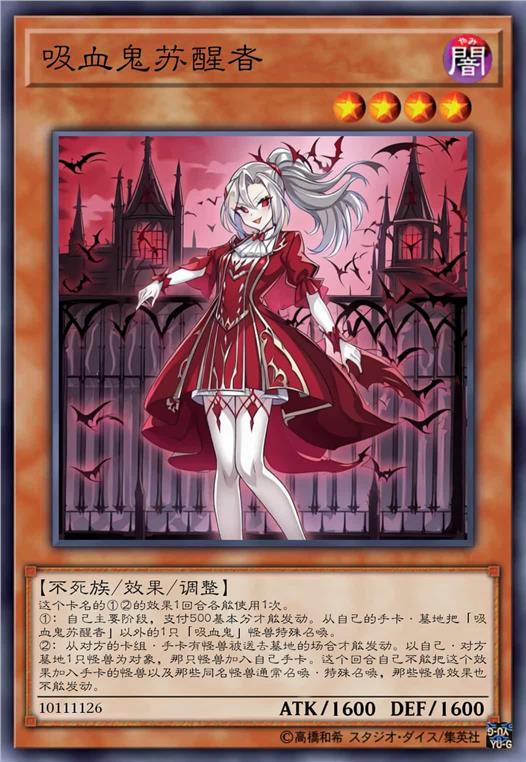 吸血鬼苏醒者
やみ
闇
【不死族/效果/调整】
这个卡名的①②的效果1回合各能使用1次。
①：自己主要阶段，支付500基本分才能发动。从自己的手卡·墓地把「吸
血鬼苏醒者」以外的1只「吸血鬼」怪兽特殊召唤。
②：从对方的卡组·手卡有怪兽被送去墓地的场合才能发动。以自己·对方
墓地1只怪兽为对象，那只怪兽加入自己手卡。这个回合自己不能把这个效
果加入手卡的怪兽以及那些同名怪兽通常召唤·特殊召唤，那些怪兽效果也
不能发动。
10111126 ATK/1600 DEF/1600
©高橋和希 スタジオ·ダイス/集英社
YU-G
YU-G